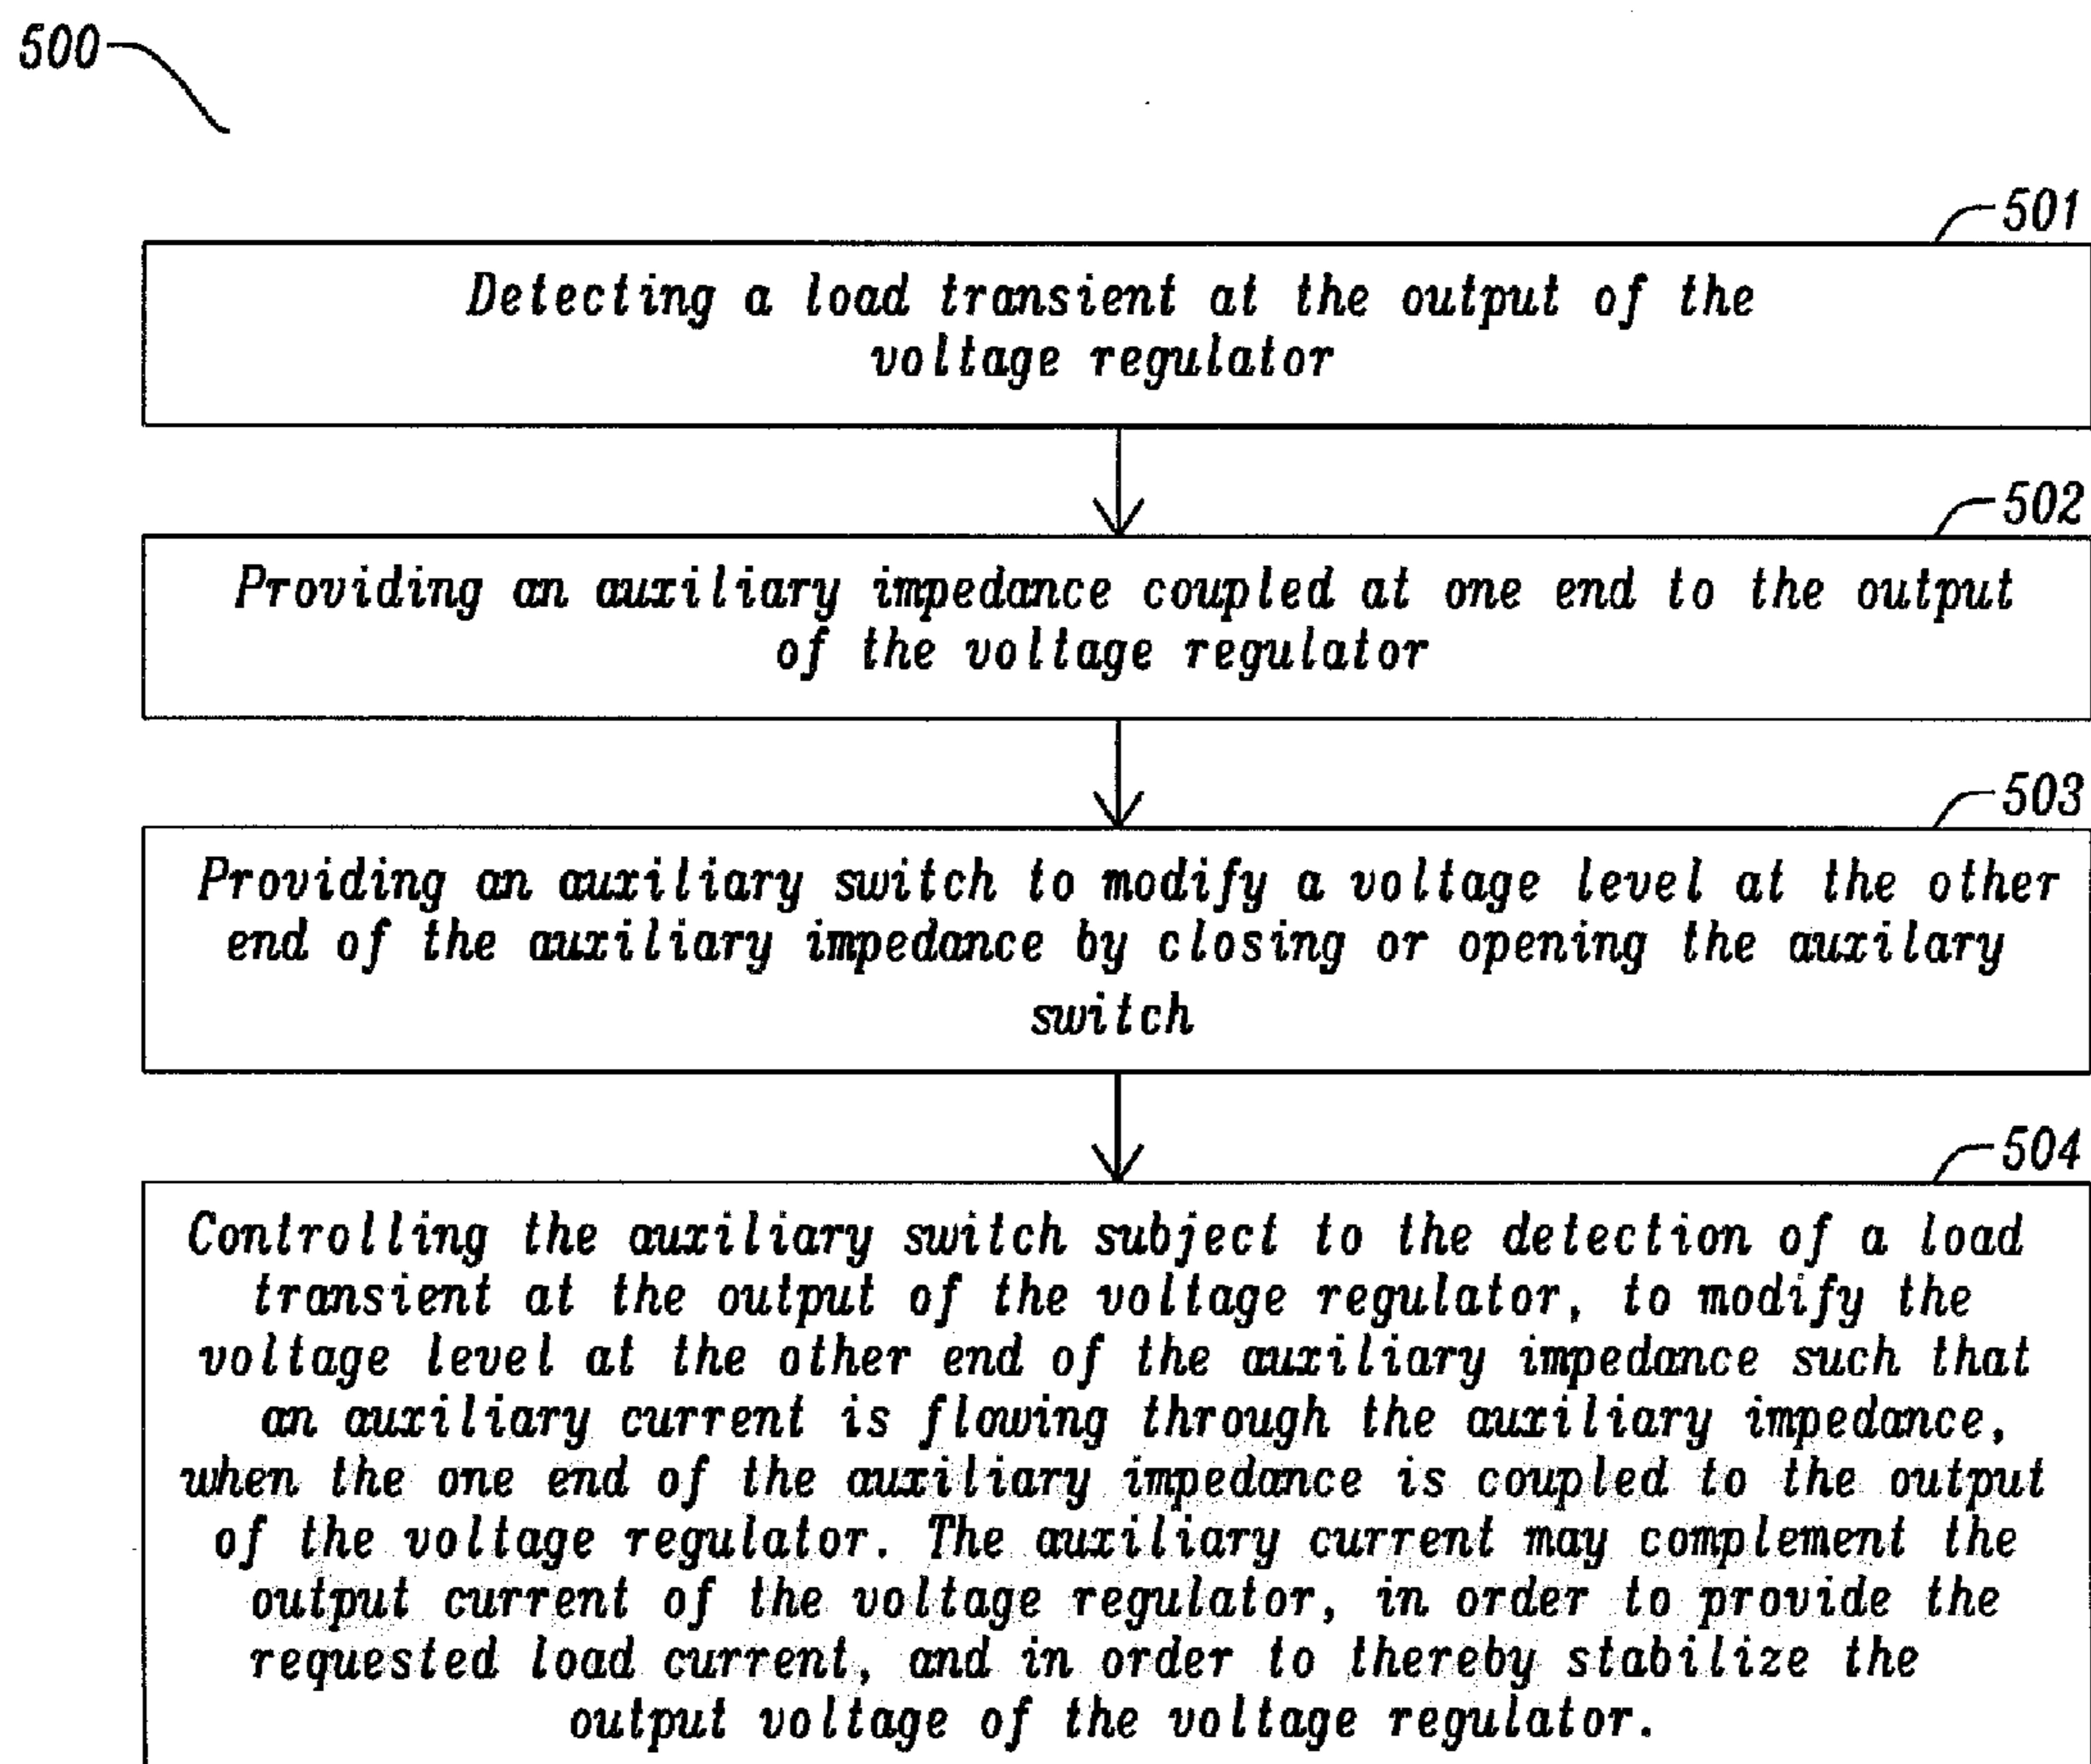 500
501
Detecting a load transient at the output of the
voltage regulator
502
Providing an auxiliary impedance coupled at one end to the output
of the voltage regulator
503
Providing an auxiliary switch to modify a voltage level at the other
end of the auxiliary impedance by closing or opening the auxilary
switch
504
Controlling the auxiliary switch subject to the detection of a load
transient at the output of the voltage regulator, to modify the
voltage level at the other end of the auxiliary impedance such that
an auxiliary current is flowing through the auxiliary impedance,
when the one end of the auxiliary impedance is coupled to the output
of the voltage regulator. The auxiliary current may complement the
output current of the voltage regulator, in order to provide the
requested load current, and in order to thereby stabilize the
output voltage of the voltage regulator.